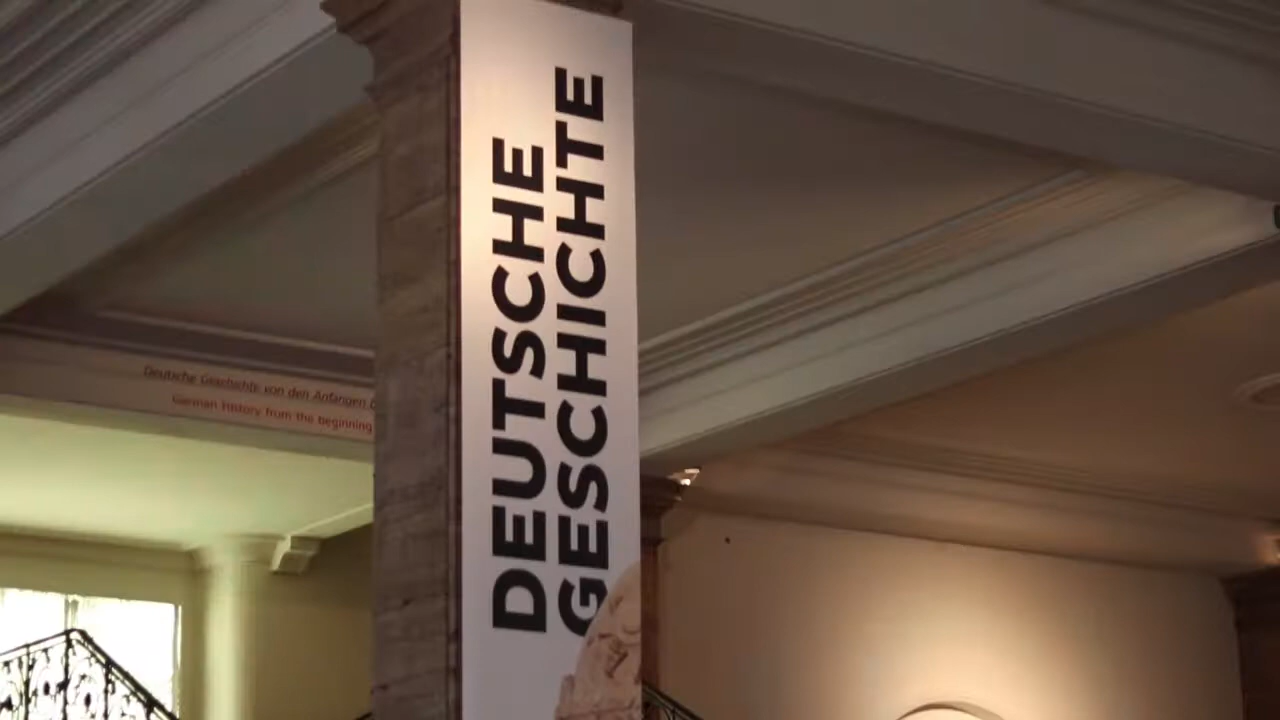 DEUTSCHE
GESCHICHTE
Deutsche Geschichte von den Anfängen
German History from the beginning